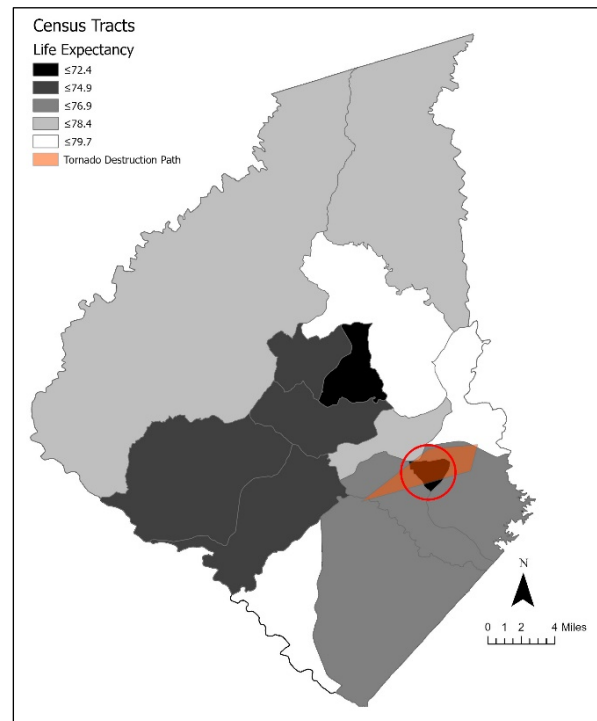 Census Tracts
Life Expectancy
≤72.4
≤74.9
≤76.9
≤78.4
≤79.7
Tornado Destruction Path
N
0 1 2 4 Miles